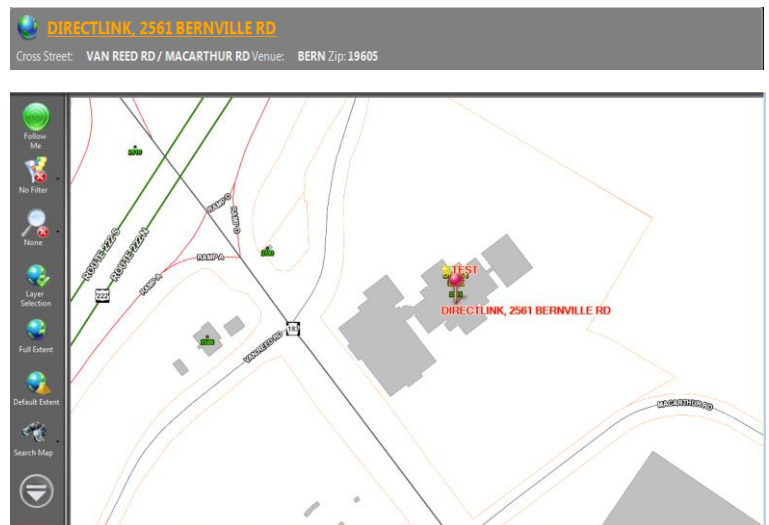 DIRECTLINK, 2561 BERNVILLE RD
Cross Street: VAN REED RD / MACARTHUR RD Venue: BERN Zip: 19605
Follow
Me
No Filter
None
Layer
Selection
Full Extent
Default Extent
Search Map
ROUTE-222-S
ROUTE-222-N
222
RAMP-D
RAMP-D
RAMP-A
RAMP-A
VAN REED RD
183
TEST
DIRECTLINK, 2561 BERNVILLE RD
MACARTHUR RD